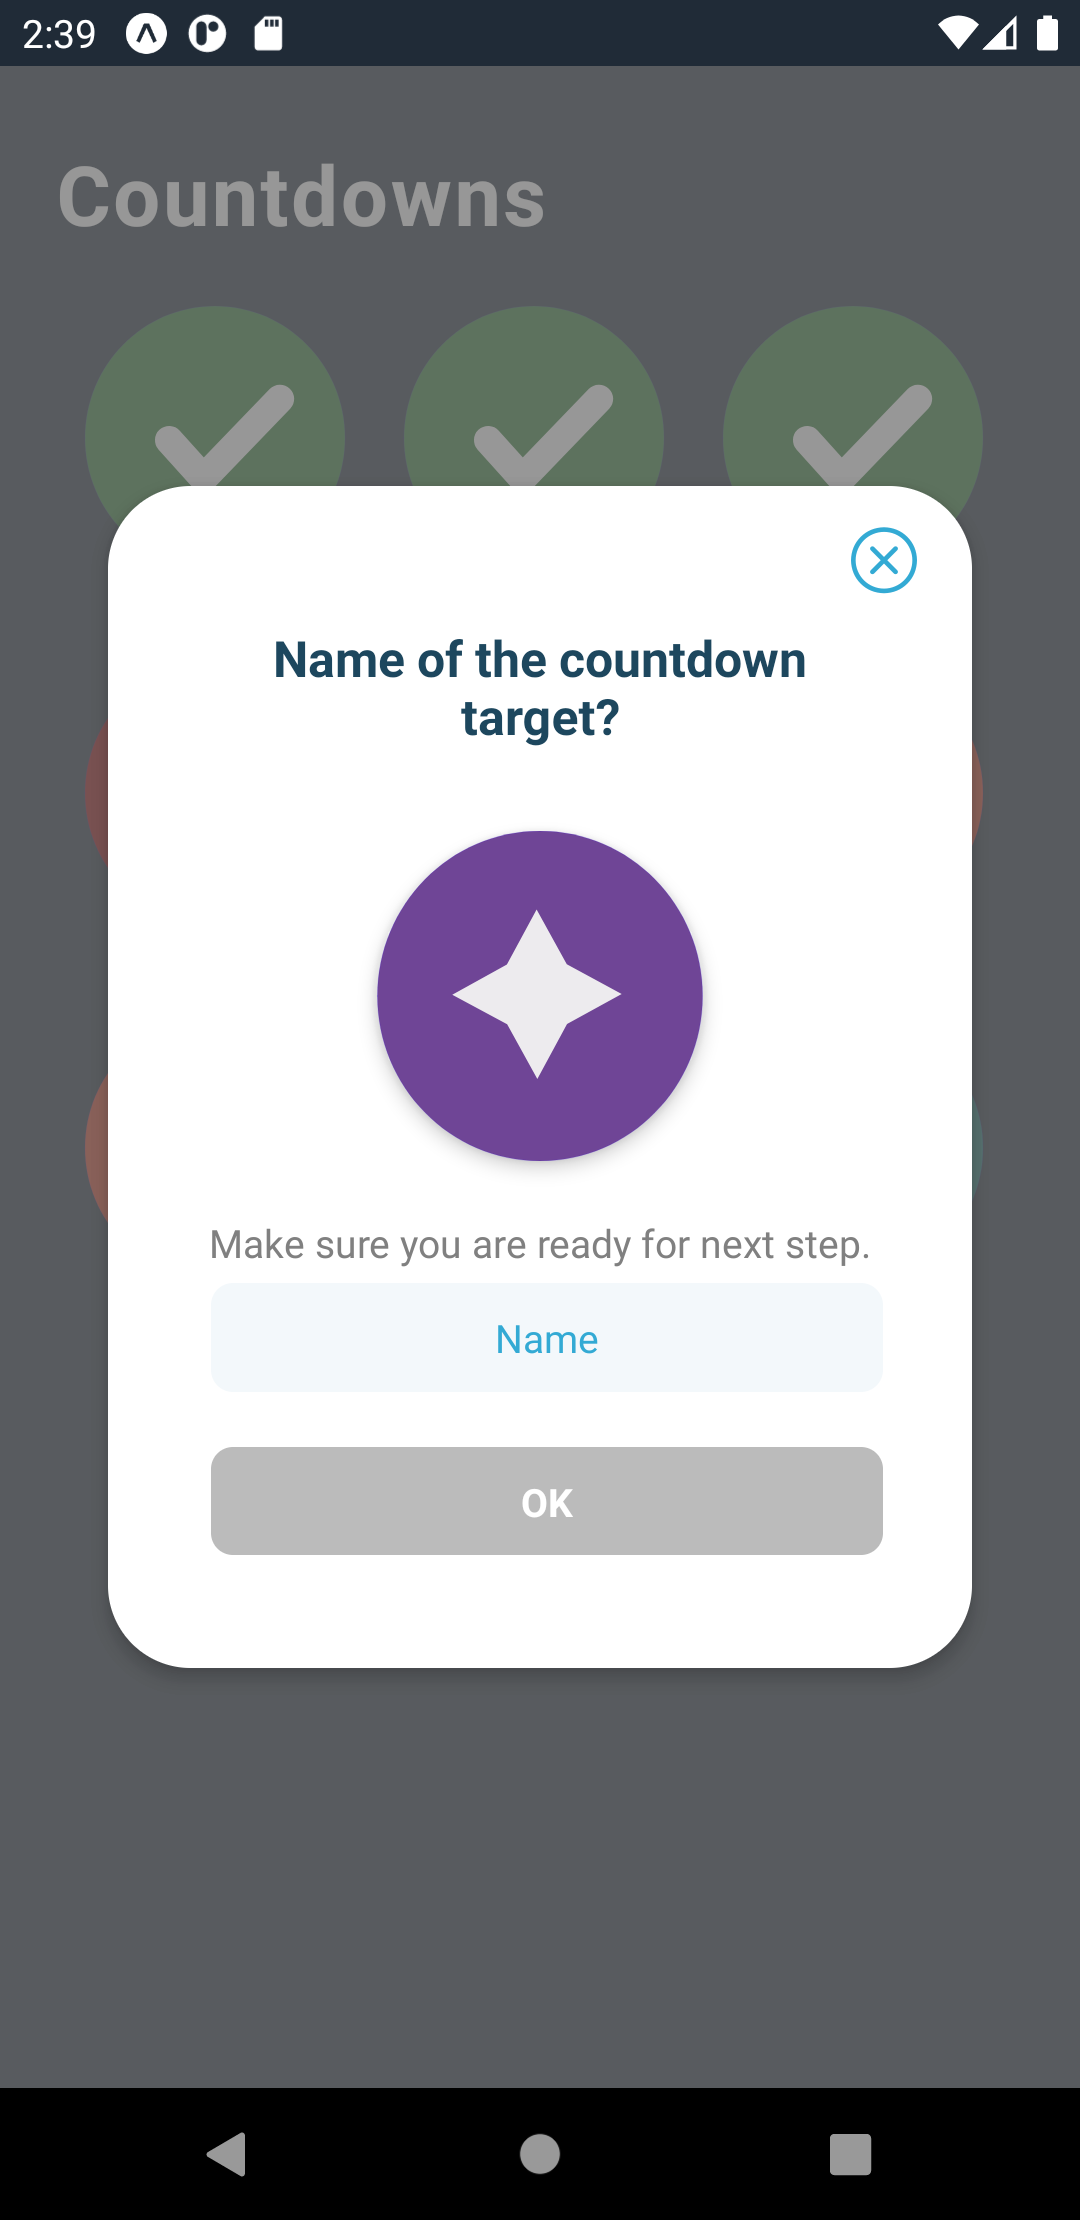 2:39
Countdowns
Name of the countdown
target?
Make sure you are ready for next step.
Name
OK